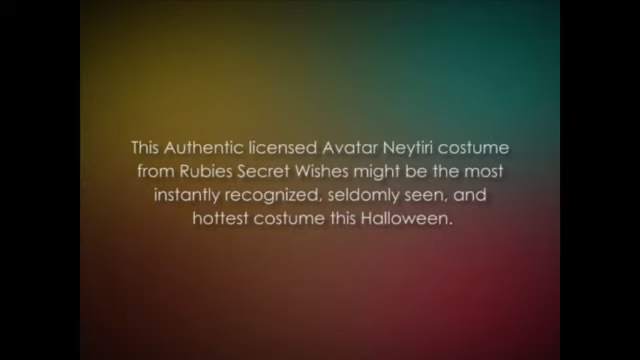 This Authentic licensed Avatar Neytiri costume
from Rubies Secret Wishes might be the most
instantly recognized, seldomly seen, and
hottest costume this Halloween.